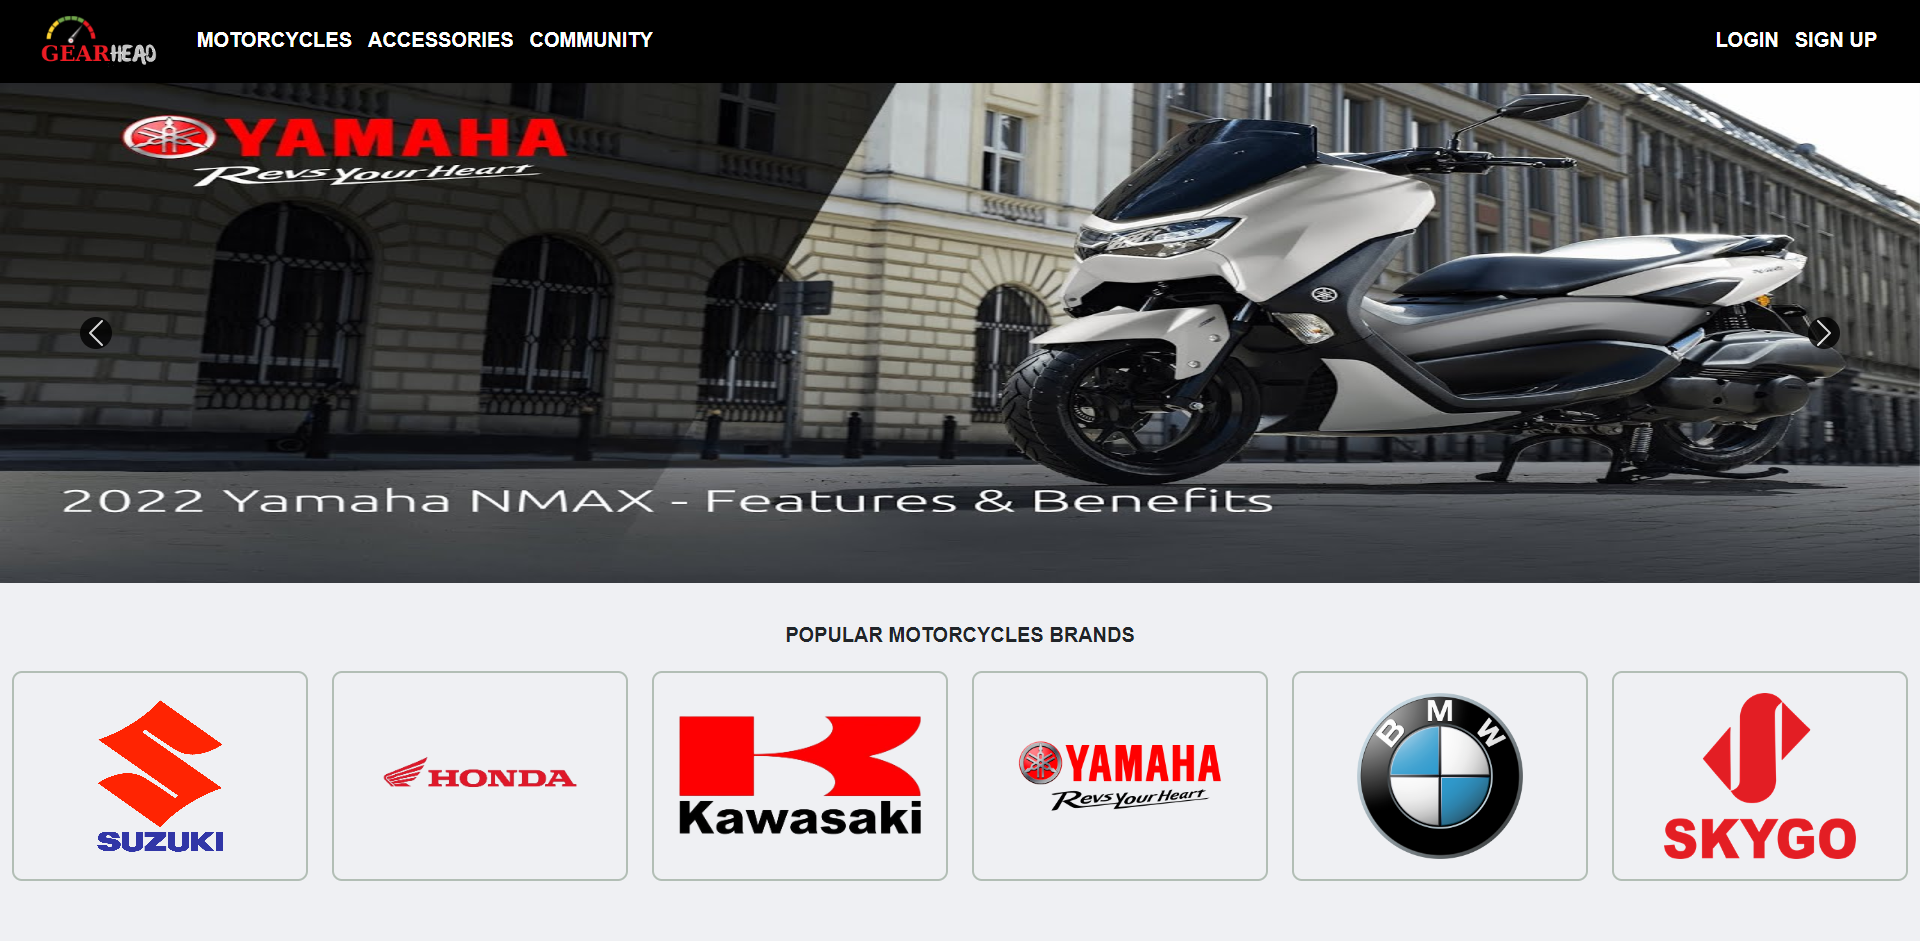 GEARHEAD
MOTORCYCLES ACCESSORIES COMMUNITY
LOGIN SIGN UP
YAMAHA
Revs Your Heart
2022 Yamaha NMAX - Features & Benefits
POPULAR MOTORCYCLES BRANDS
SUZUKI
HONDA
Kawasaki
YAMAHA
Revs Your Heart
BMW
SKYGO